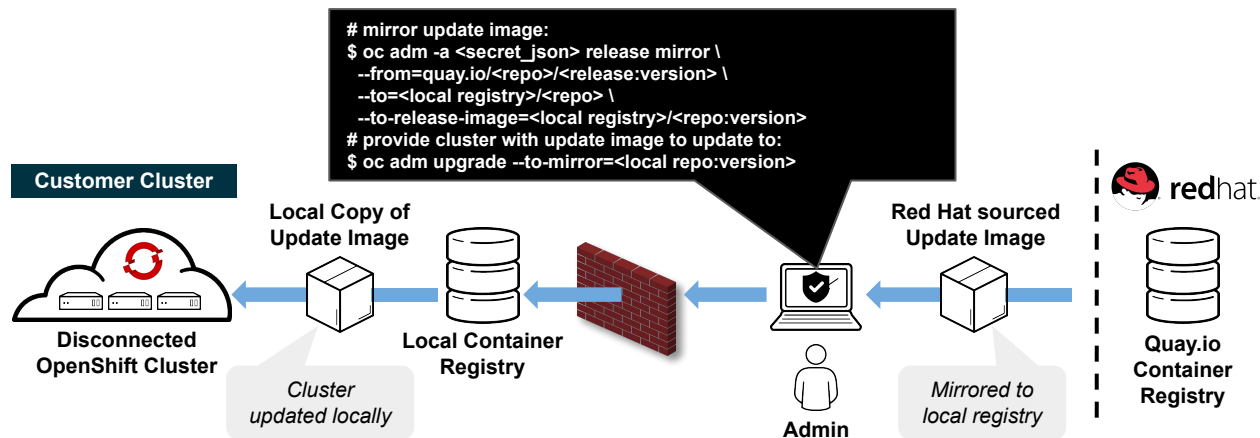 # mirror update image:
$ oc adm -a <secret_json> release mirror \
--from=quay.io/<repo>/<release:version> \
--to=<local registry>/<repo> \
--to-release-image=<local registry>/<repo:version>
# provide cluster with update image to update to:
$ oc adm upgrade --to-mirror=<local repo:version>
Customer Cluster
Local Copy of
Update Image
Red Hat sourced
Update Image
redhat.
Disconnected
OpenShift Cluster
Local Container
Registry
Quay.io
Container
Registry
Cluster
updated locally
Admin
Mirrored to
local registry